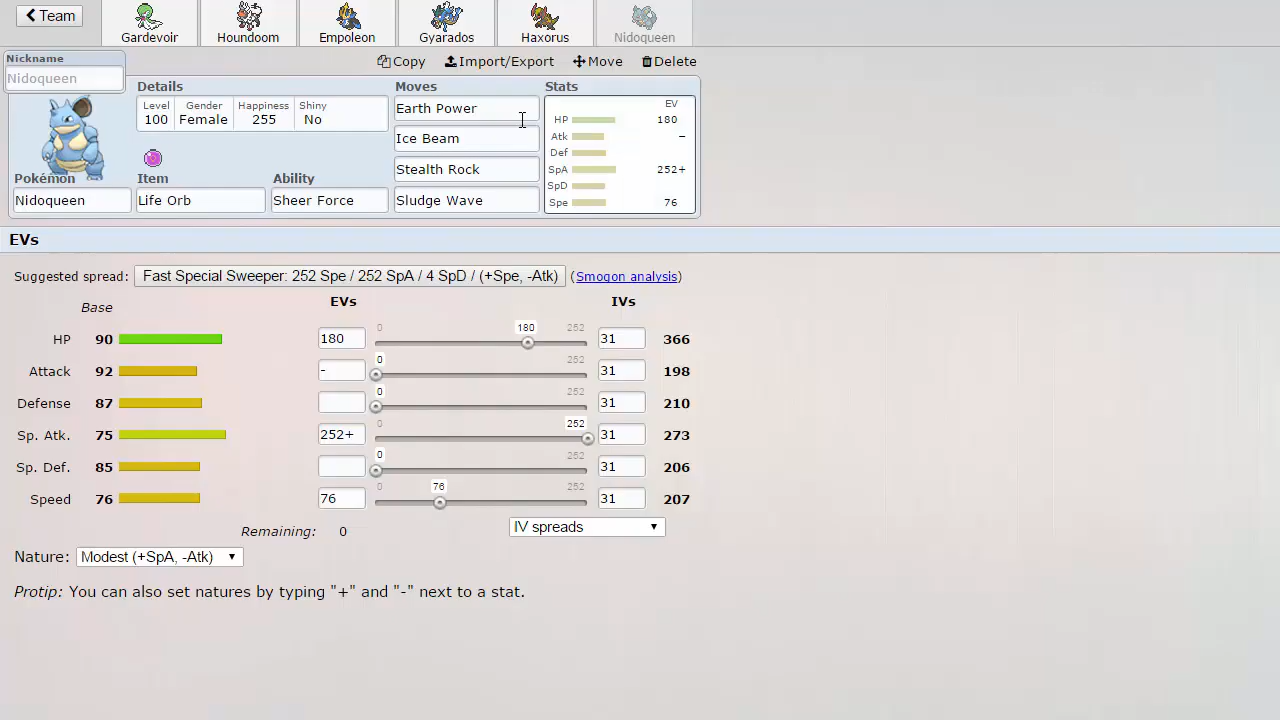 Team
Gardevoir Houndoom Empoleon Gyarados Haxorus Nidoqueen
Nickname
Nidoqueen
Copy Import/Export Move Delete
Details Moves Stats
Level Gender Happiness Shiny
100 Female 255 No
Earth Power
Ice Beam
Stealth Rock
Sludge Wave
EV
HP 180
Atk –
Def
SpA 252+
SpD
Spe 76
Pokémon Item Ability
Nidoqueen Life Orb Sheer Force
EVs
Suggested spread: Fast Special Sweeper: 252 Spe / 252 SpA / 4 SpD / (+Spe, -Atk) (Smogon analysis)
Base EVs IVs
HP 90 180 0 180 252 31 366
Attack 92 - 0 252 31 198
Defense 87 0 252 31 210
Sp. Atk. 75 252+ 0 252 31 273
Sp. Def. 85 0 252 31 206
Speed 76 76 0 76 252 31 207
Remaining: 0 IV spreads
Nature: Modest (+SpA, -Atk)
Protip: You can also set natures by typing "+" and "-" next to a stat.